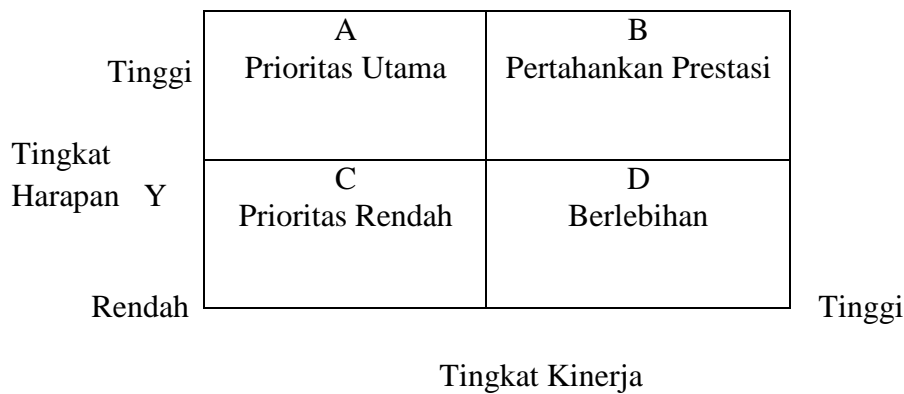 A
Prioritas Utama
B
Pertahankan Prestasi
Tinggi
Tingkat
Harapan Y
C
Prioritas Rendah
D
Berlebihan
Rendah
Tinggi
Tingkat Kinerja